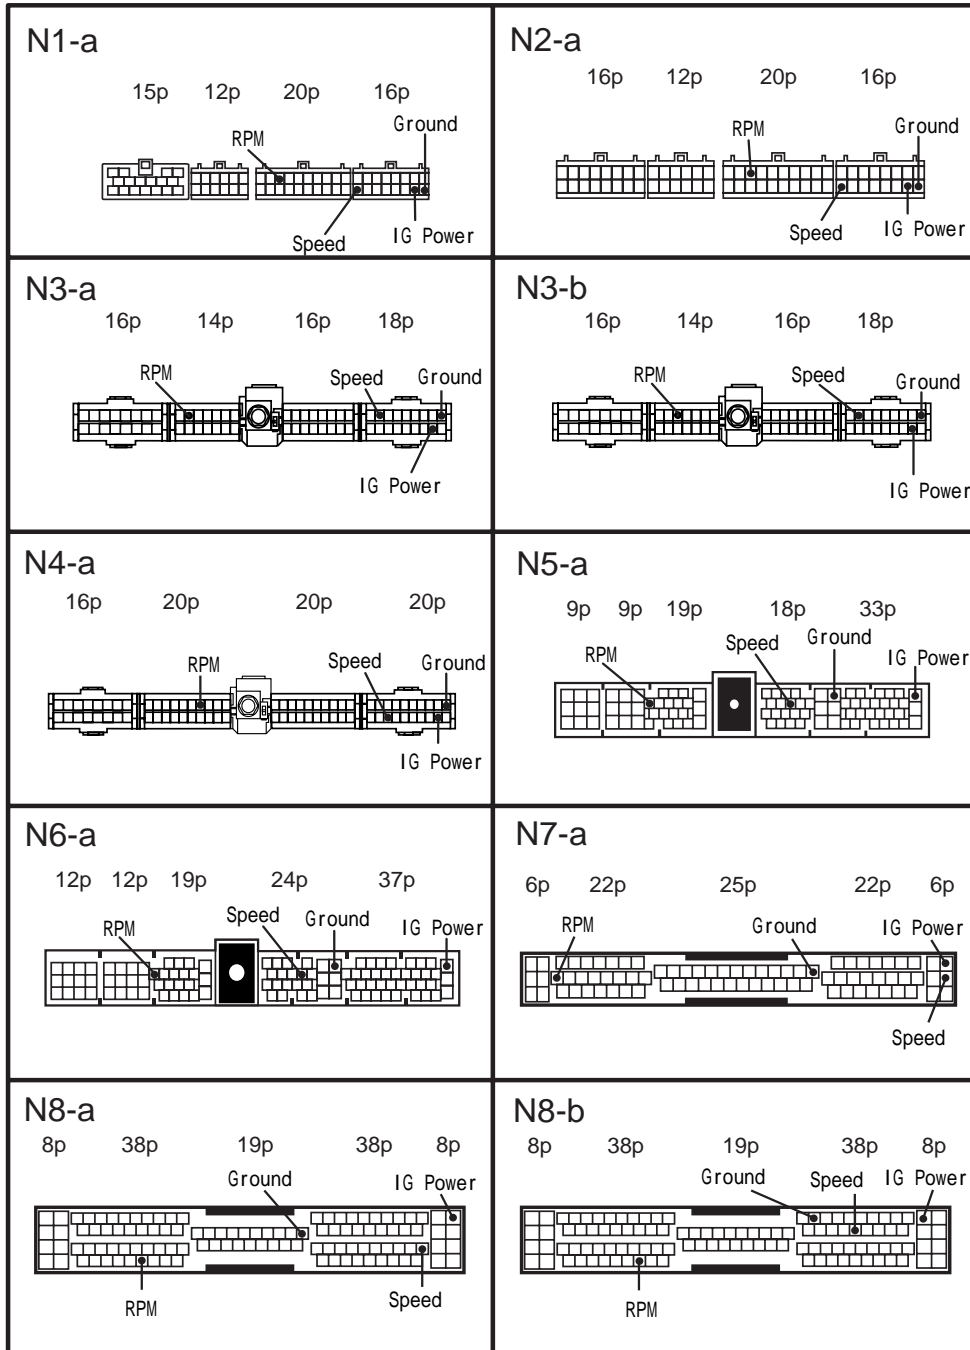 N1-a
15p 12p 20p 16p
RPM
Ground
Speed
IG Power
N2-a
16p 12p 20p 16p
RPM
Ground
Speed
IG Power
N3-a
16p 14p 16p 18p
RPM
Speed
Ground
IG Power
N3-b
16p 14p 16p 18p
RPM
Speed
Ground
IG Power
N4-a
16p 20p 20p 20p
RPM
Speed
Ground
IG Power
N5-a
9p 9p 19p 18p 33p
RPM
Speed
Ground
IG Power
N6-a
12p 12p 19p 24p 37p
RPM
Speed
Ground
IG Power
N7-a
6p 22p 25p 22p 6p
RPM
Ground
IG Power
Speed
N8-a
8p 38p 19p 38p 8p
Ground
IG Power
RPM
Speed
N8-b
8p 38p 19p 38p 8p
Ground
Speed
IG Power
RPM